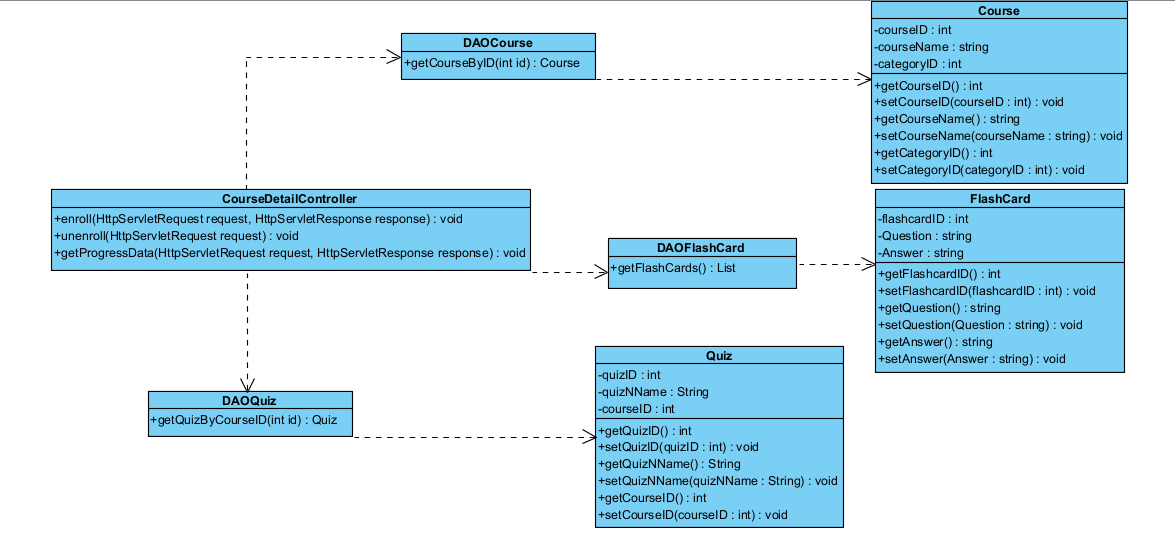 Course
-courseID : int
-courseName : string
-categoryID : int
+getCourseID() : int
+setCourseID(courseID : int) : void
+getCourseName() : string
+setCourseName(courseName : string) : void
+getCategoryID() : int
+setCategoryID(categoryID : int) : void
DAOCourse
+getCourseByID(int id) : Course
CourseDetailController
+enroll(HttpServletRequest request, HttpServletResponse response) : void
+unenroll(HttpServletRequest request) : void
+getProgressData(HttpServletRequest request, HttpServletResponse response) : void
FlashCard
-flashcardID : int
-Question : string
-Answer : string
+getFlashcardID() : int
+setFlashcardID(flashcardID : int) : void
+getQuestion() : string
+setQuestion(Question : string) : void
+getAnswer() : string
+setAnswer(Answer : string) : void
DAOFlashCard
+getFlashCards() : List
Quiz
-quizID : int
-quizNName : String
-courseID : int
+getQuizID() : int
+setQuizID(quizID : int) : void
+getQuizNName() : String
+setQuizNName(quizNName : String) : void
+getCourseID() : int
+setCourseID(courseID : int) : void
DAOQuiz
+getQuizByCourseID(int id) : Quiz